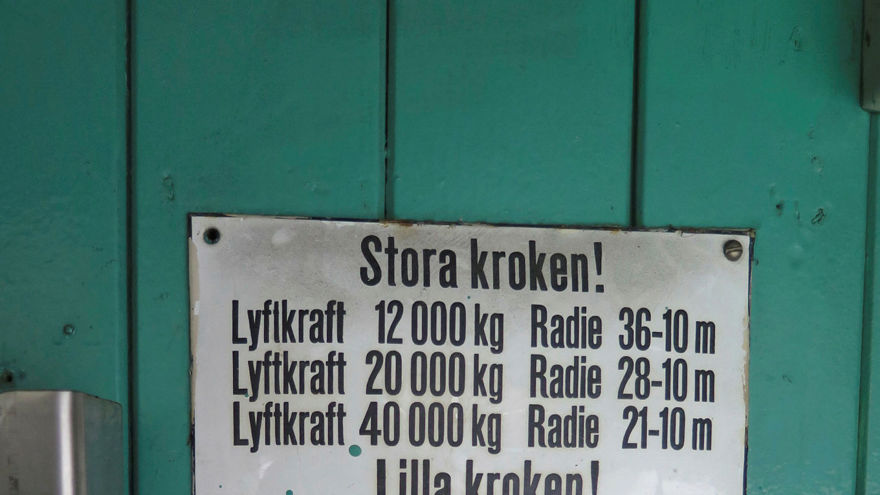 Stora kroken!
Lyftkraft 12 000 kg Radie 36-10 m
Lyftkraft 20 000 kg Radie 28-10 m
Lyftkraft 40 000 kg Radie 21-10 m
Lilla kroken!